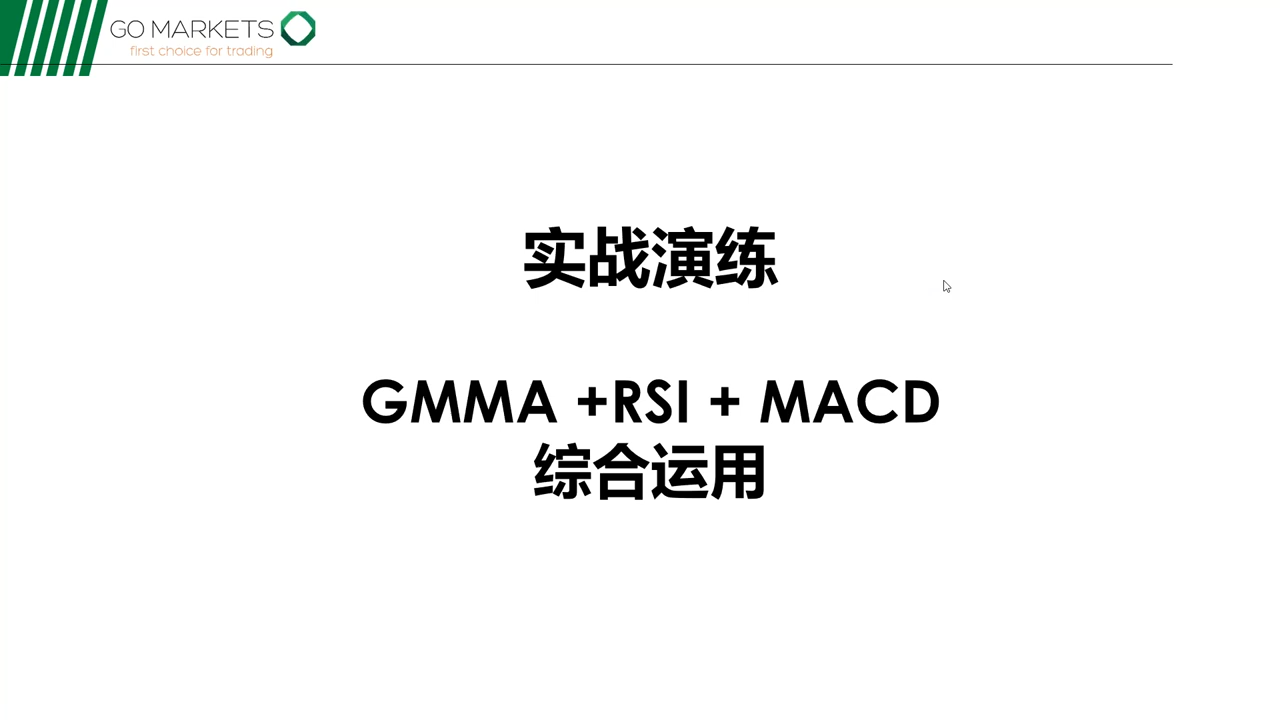 GO MARKETS
first choice for trading
实战演练
GMMA +RSI + MACD
综合运用